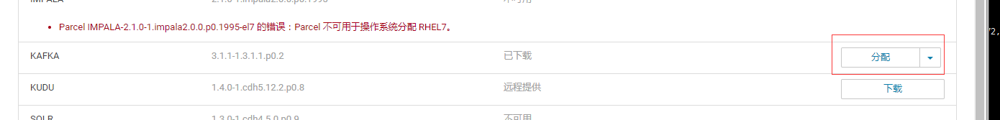 IMPALA 2.1.0-1.impala2.0.0.p0.1995 不可用
Parcel IMPALA-2.1.0-1.impala2.0.0.p0.1995-el7 的错误：Parcel 不可用于操作系统分配 RHEL7。
KAFKA 3.1.1-1.3.1.1.p0.2 已下载 分配
KUDU 1.4.0-1.cdh5.12.2.p0.8 远程提供 下载
SOLR 1.3.0-1.cdh4.5.0.p0.9 不可用
72,